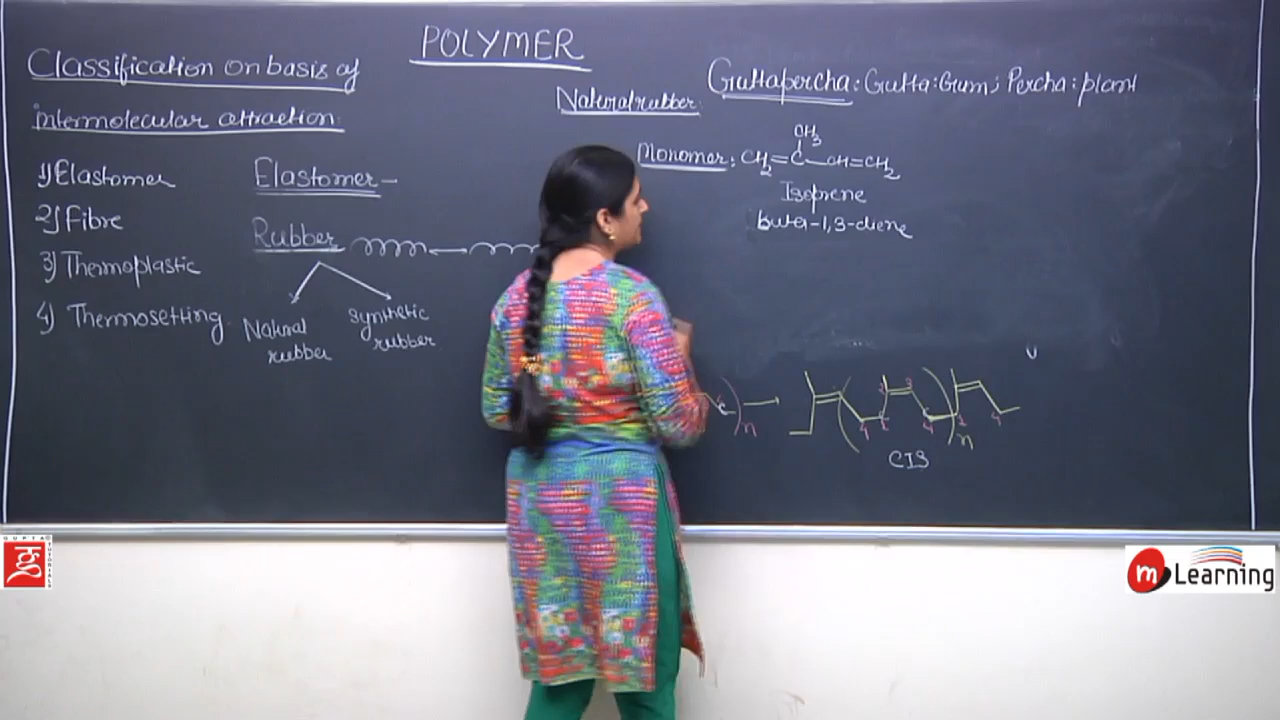 POLYMER
Classification on basis of
intermolecular attraction
1) Elastomer
2) Fibre
3) Thermoplastic
4) Thermosetting
Elastomer –
Rubber
Natural
rubber
synthetic
rubber
Natural rubber
Guttapercha : Gutta : Gum ; Percha : plant
Monomer : CH2=C—CH=CH2
CH3
Isoprene
buta-1,3-diene
n
n
CIS
GUPTA TUTORIALS
m Learning